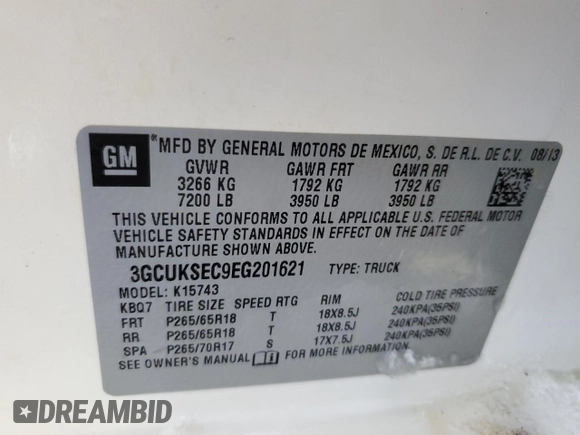 GM
*MFD BY GENERAL MOTORS DE MEXICO, S. DE R.L. DE C.V. 08/13
GVWR GAWR FRT GAWR RR
3266 KG 1792 KG 1792 KG
7200 LB 3950 LB 3950 LB
THIS VEHICLE CONFORMS TO ALL APPLICABLE U.S. FEDERAL MOTOR
VEHICLE SAFETY STANDARDS IN EFFECT ON THE DATE OF
MANUFACTURE SHOWN ABOVE.
3GCUKSEC9EG201621 TYPE: TRUCK
MODEL: K15743
KBQ7 TIRE SIZE SPEED RTG RIM COLD TIRE PRESSURE
FRT P265/65R18 T 18X8.5J 240KPA(35PSI)
RR P265/65R18 T 18X8.5J 240KPA(35PSI)
SPA P265/70R17 S 17X7.5J 240KPA(35PSI)
SEE OWNER'S MANUAL FOR MORE INFORMATION.
DREAMBID